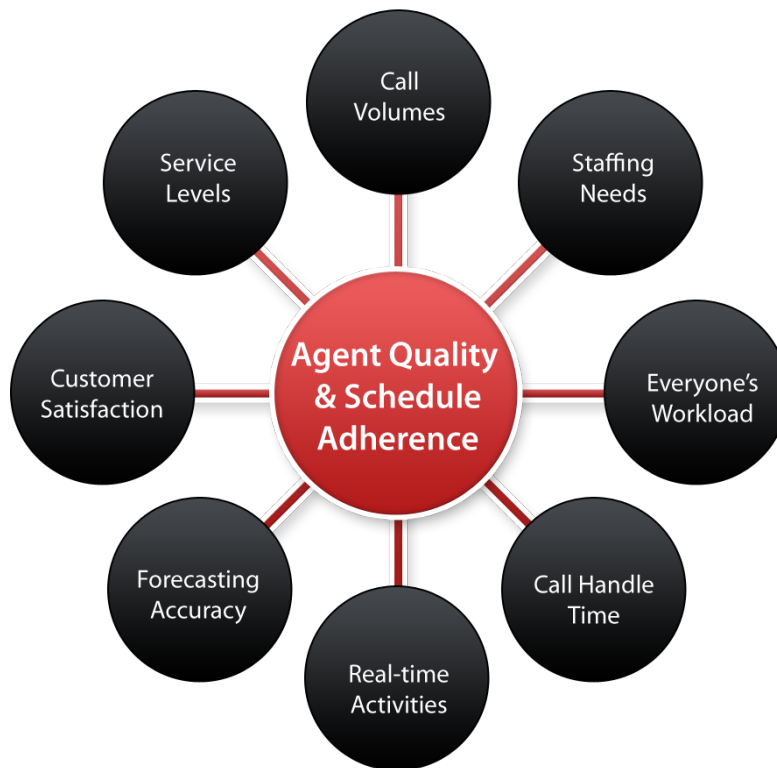 Call
Volumes
Staffing
Needs
Everyone’s
Workload
Call Handle
Time
Real-time
Activities
Forecasting
Accuracy
Customer
Satisfaction
Service
Levels
Agent Quality
& Schedule
Adherence